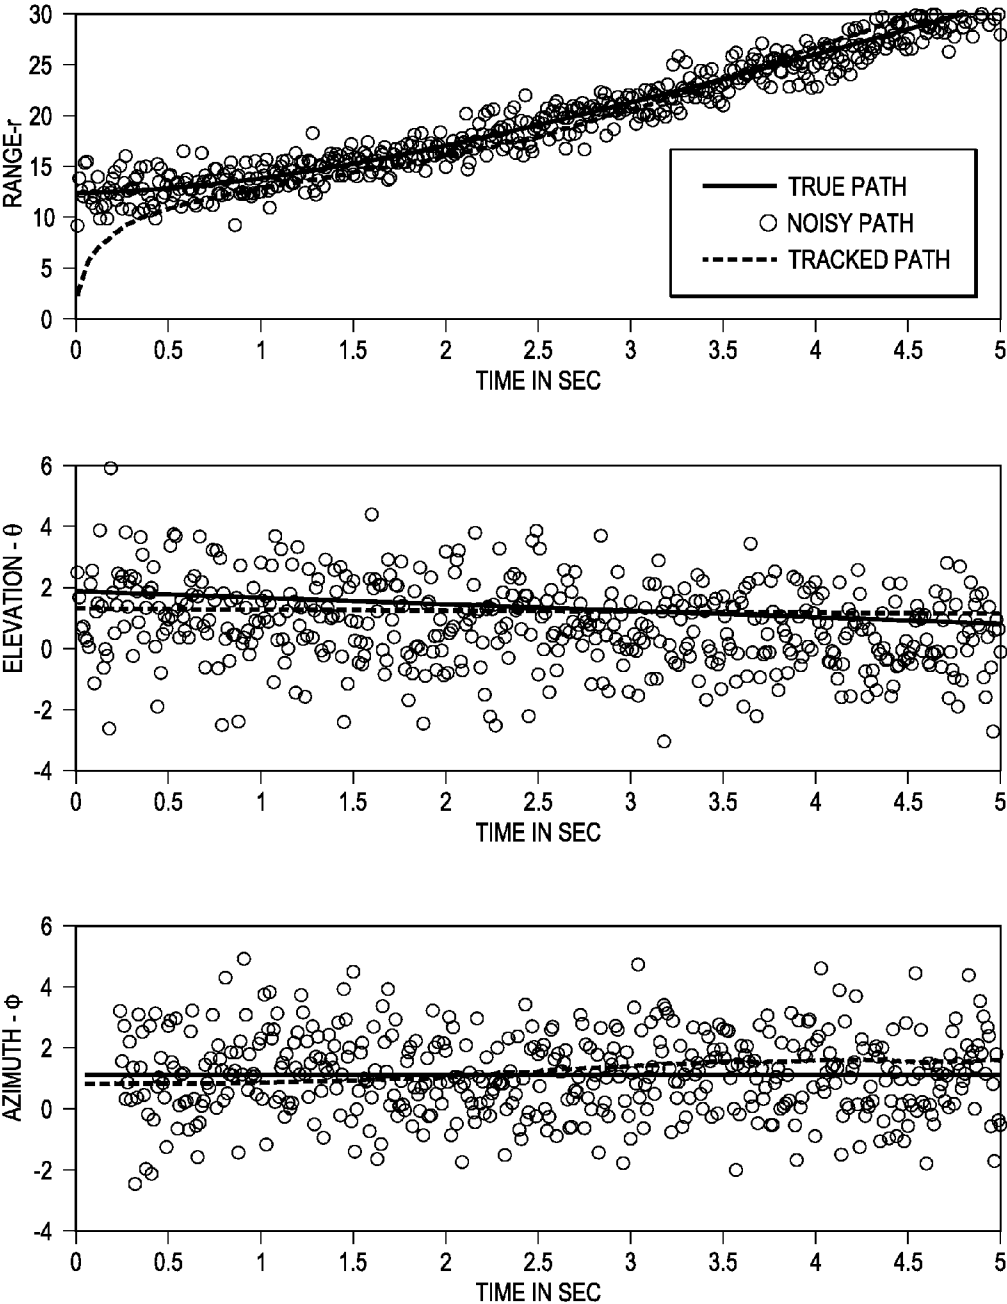 30
25
20
15
10
5
0
RANGE-r
TRUE PATH
NOISY PATH
TRACKED PATH
0 0.5 1 1.5 2 2.5 3 3.5 4 4.5 5
TIME IN SEC
6
4
2
0
-2
-4
ELEVATION - θ
0 0.5 1 1.5 2 2.5 3 3.5 4 4.5 5
TIME IN SEC
6
4
2
0
-2
-4
AZIMUTH - φ
0 0.5 1 1.5 2 2.5 3 3.5 4 4.5 5
TIME IN SEC